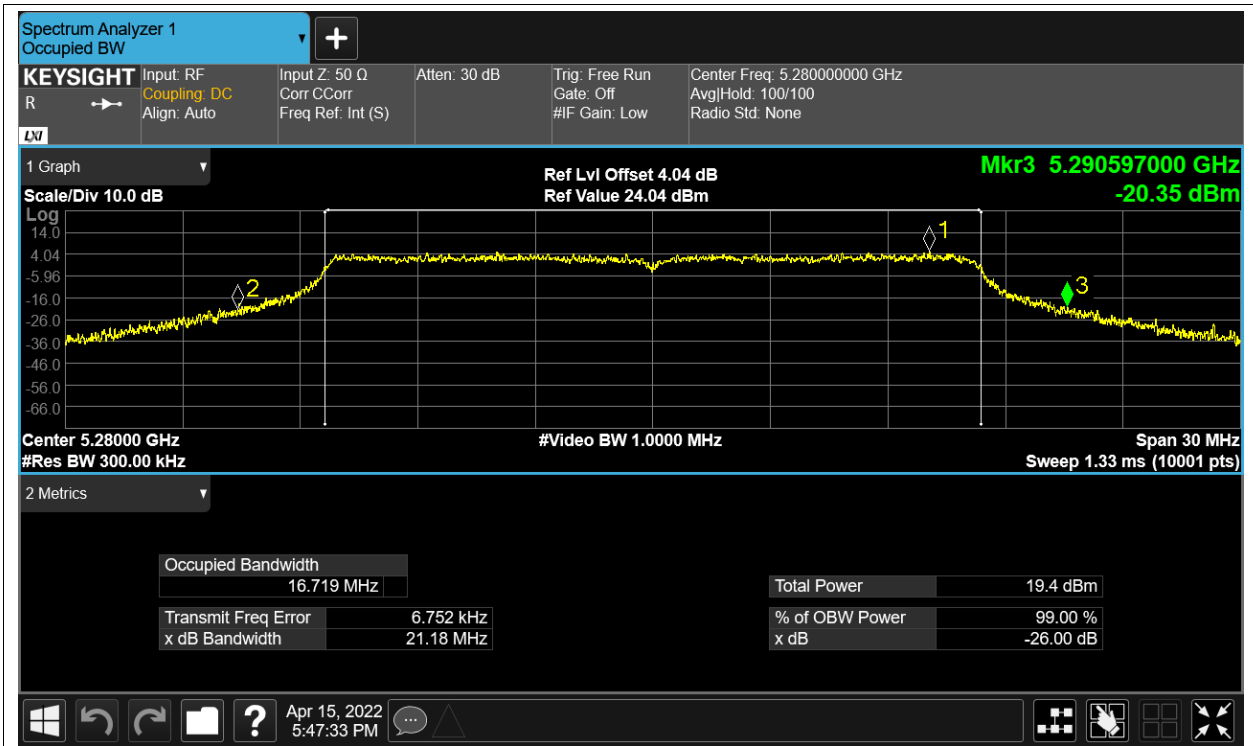 Spectrum Analyzer 1
Occupied BW
+
KEYSIGHT
R
LXI
Input: RF
Coupling: DC
Align: Auto
Input Z: 50 Ω
Corr CCorr
Freq Ref: Int (S)
Atten: 30 dB
Trig: Free Run
Gate: Off
#IF Gain: Low
Center Freq: 5.280000000 GHz
Avg|Hold: 100/100
Radio Std: None
1 Graph
Scale/Div 10.0 dB
Ref Lvl Offset 4.04 dB
Ref Value 24.04 dBm
Mkr3 5.290597000 GHz
-20.35 dBm
Log
14.0
4.04
-5.96
-16.0
-26.0
-36.0
-46.0
-56.0
-66.0
1
2
3
Center 5.28000 GHz
#Res BW 300.00 kHz
#Video BW 1.0000 MHz
Span 30 MHz
Sweep 1.33 ms (10001 pts)
2 Metrics
Occupied Bandwidth
16.719 MHz
Transmit Freq Error 6.752 kHz
x dB Bandwidth 21.18 MHz
Total Power 19.4 dBm
% of OBW Power 99.00 %
x dB -26.00 dB
?
Apr 15, 2022
5:47:33 PM